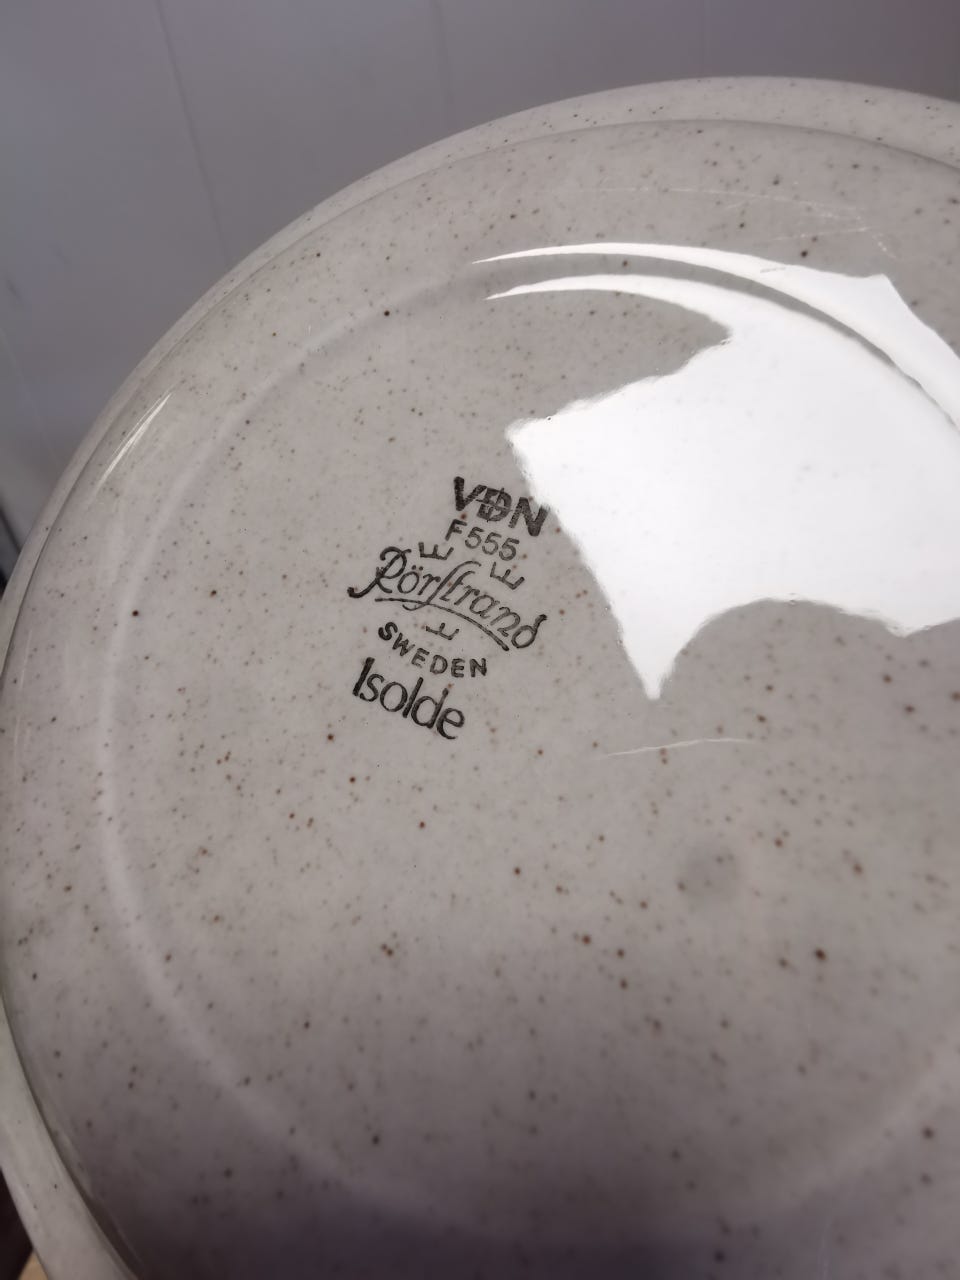 VDN
F555
Rörstrand
SWEDEN
Isolde